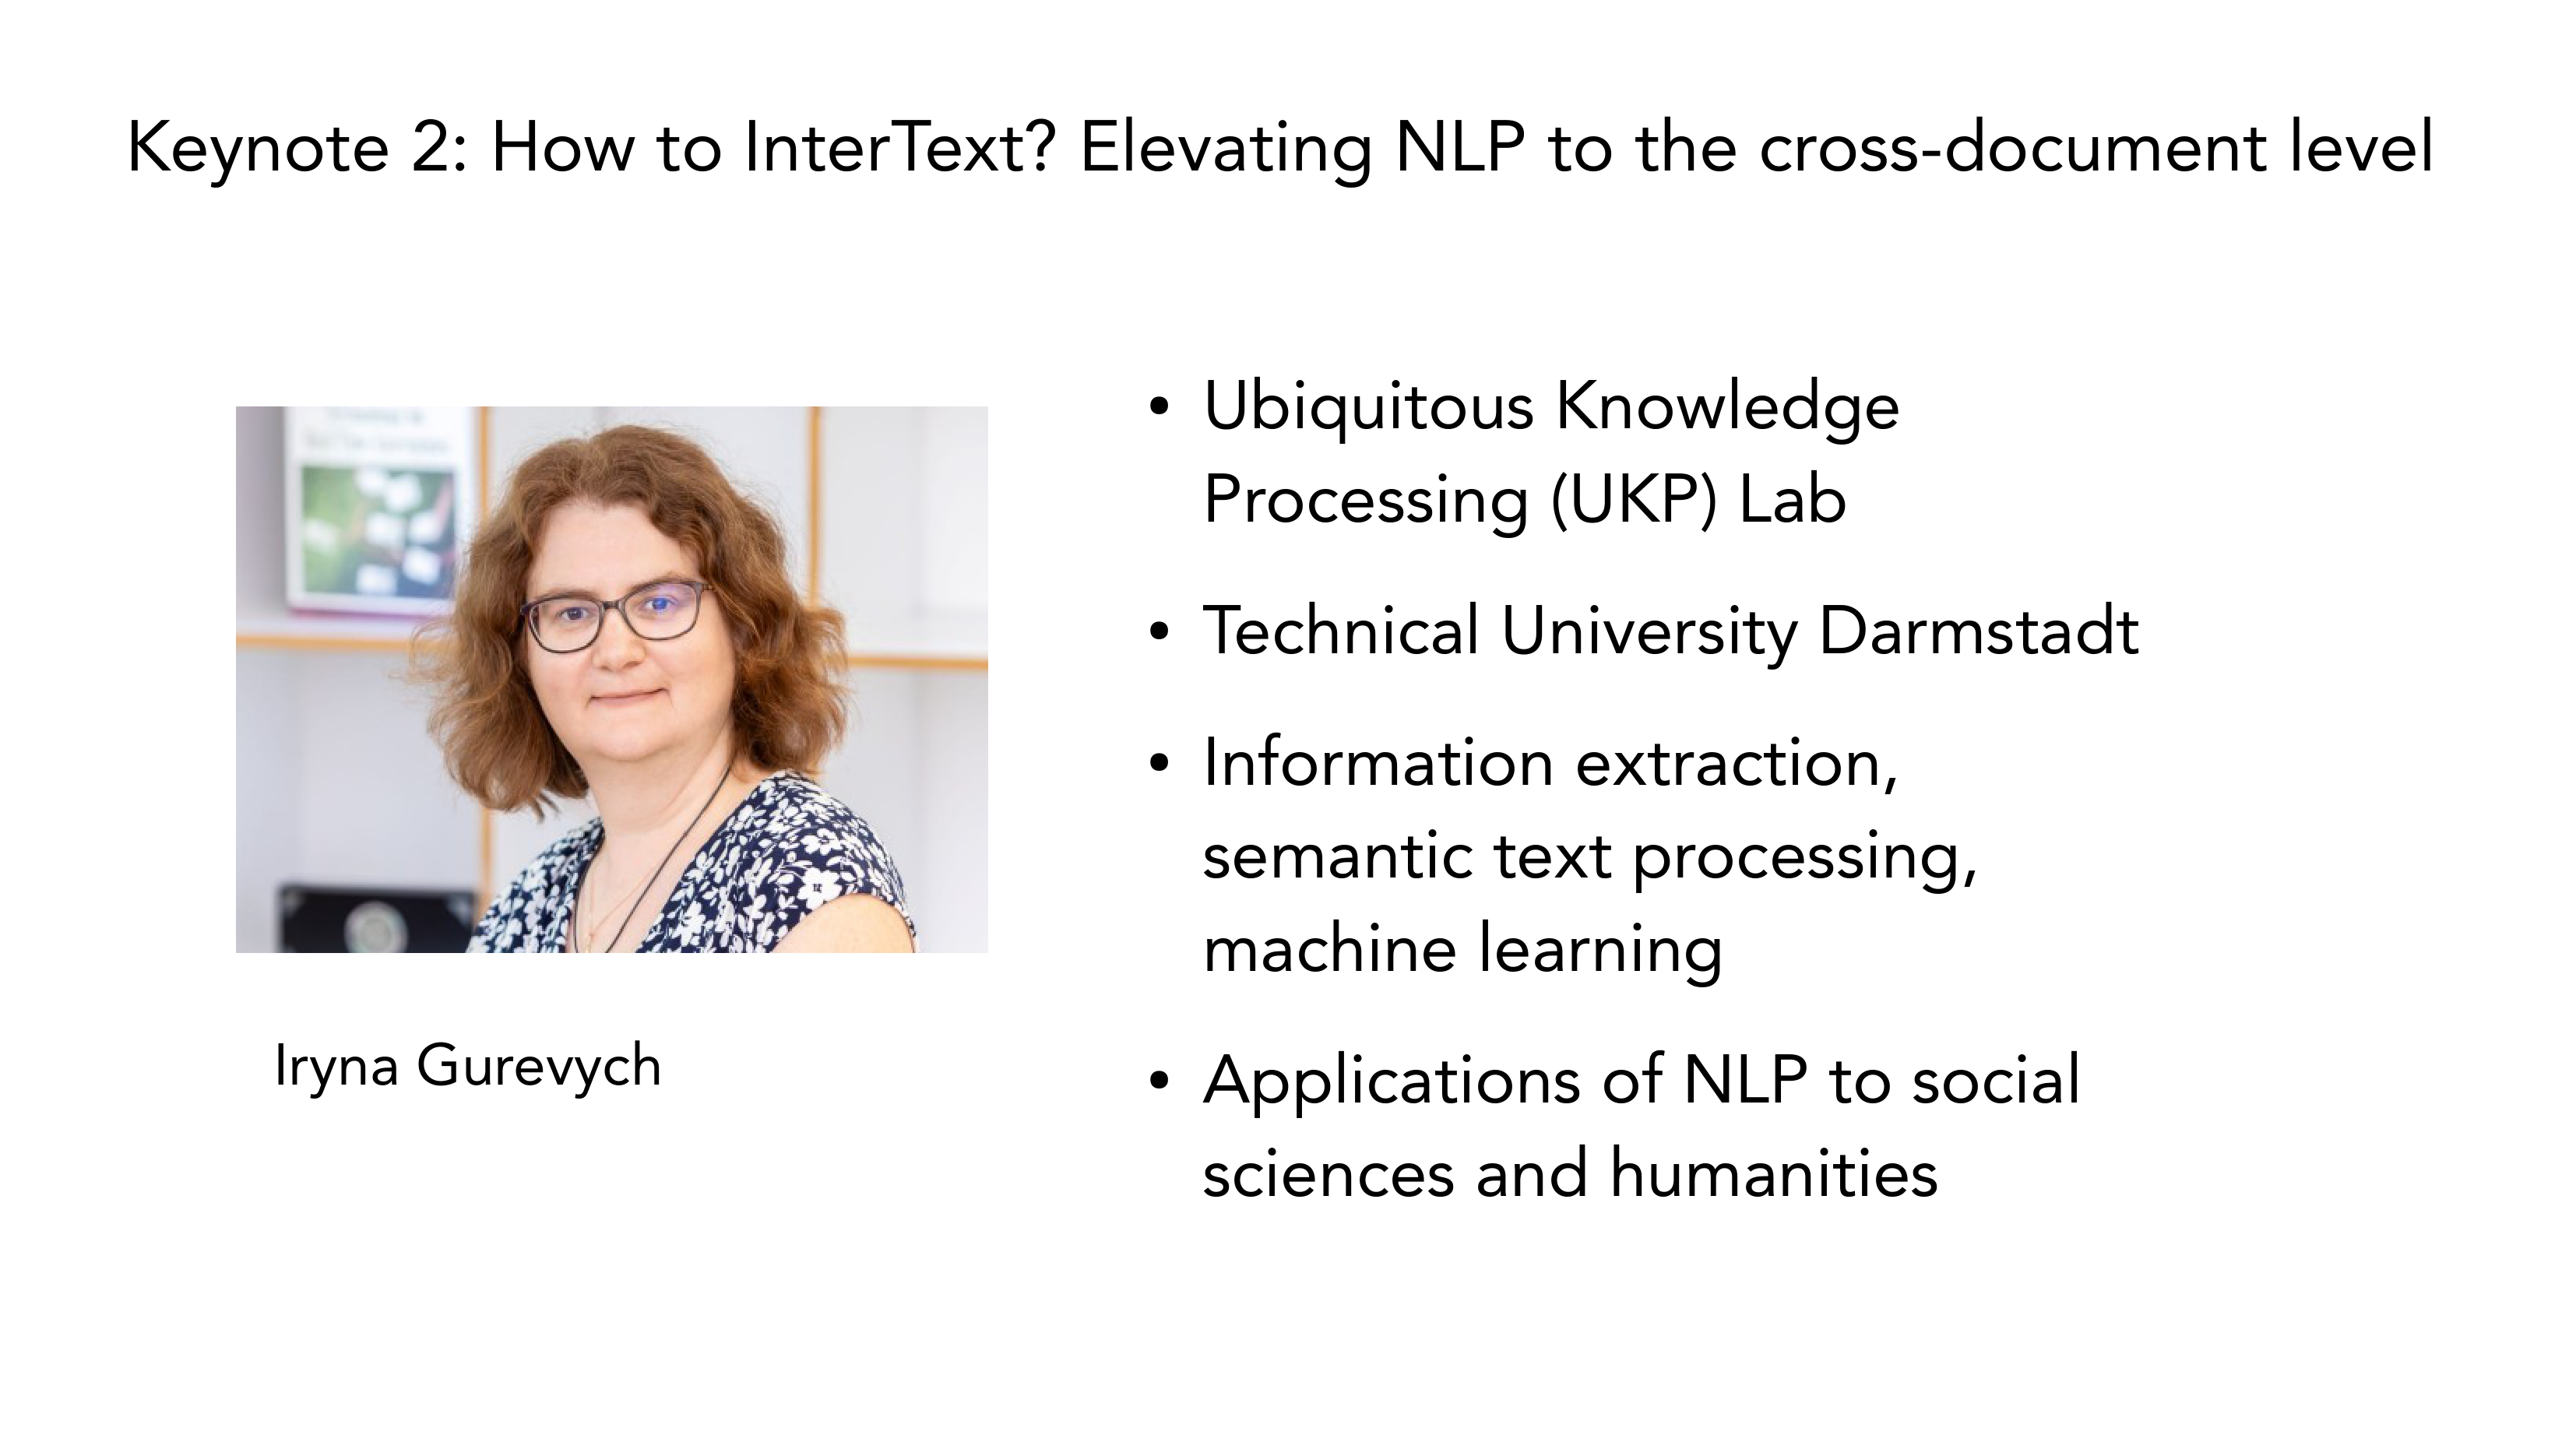 Keynote 2: How to InterText? Elevating NLP to the cross-document level
• Ubiquitous Knowledge
Processing (UKP) Lab
• Technical University Darmstadt
• Information extraction,
semantic text processing,
machine learning
• Applications of NLP to social
sciences and humanities
Iryna Gurevych